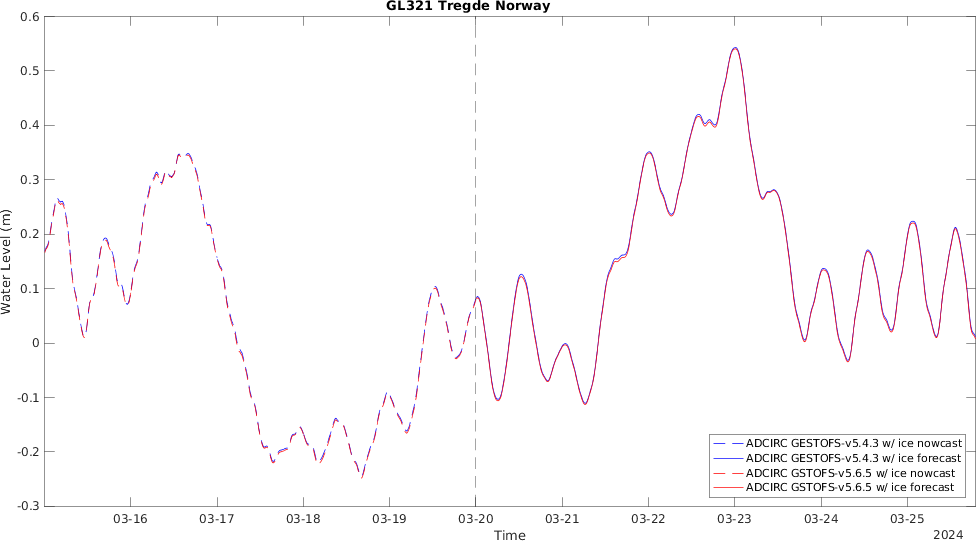 GL321 Tregde Norway
0.6
0.5
0.4
0.3
0.2
0.1
0
-0.1
-0.2
-0.3
Water Level (m)
ADCIRC GESTOFS-v5.4.3 w/ ice nowcast
ADCIRC GESTOFS-v5.4.3 w/ ice forecast
ADCIRC GSTOFS-v5.6.5 w/ ice nowcast
ADCIRC GSTOFS-v5.6.5 w/ ice forecast
03-16 03-17 03-18 03-19 03-20 03-21 03-22 03-23 03-24 03-25
Time 2024